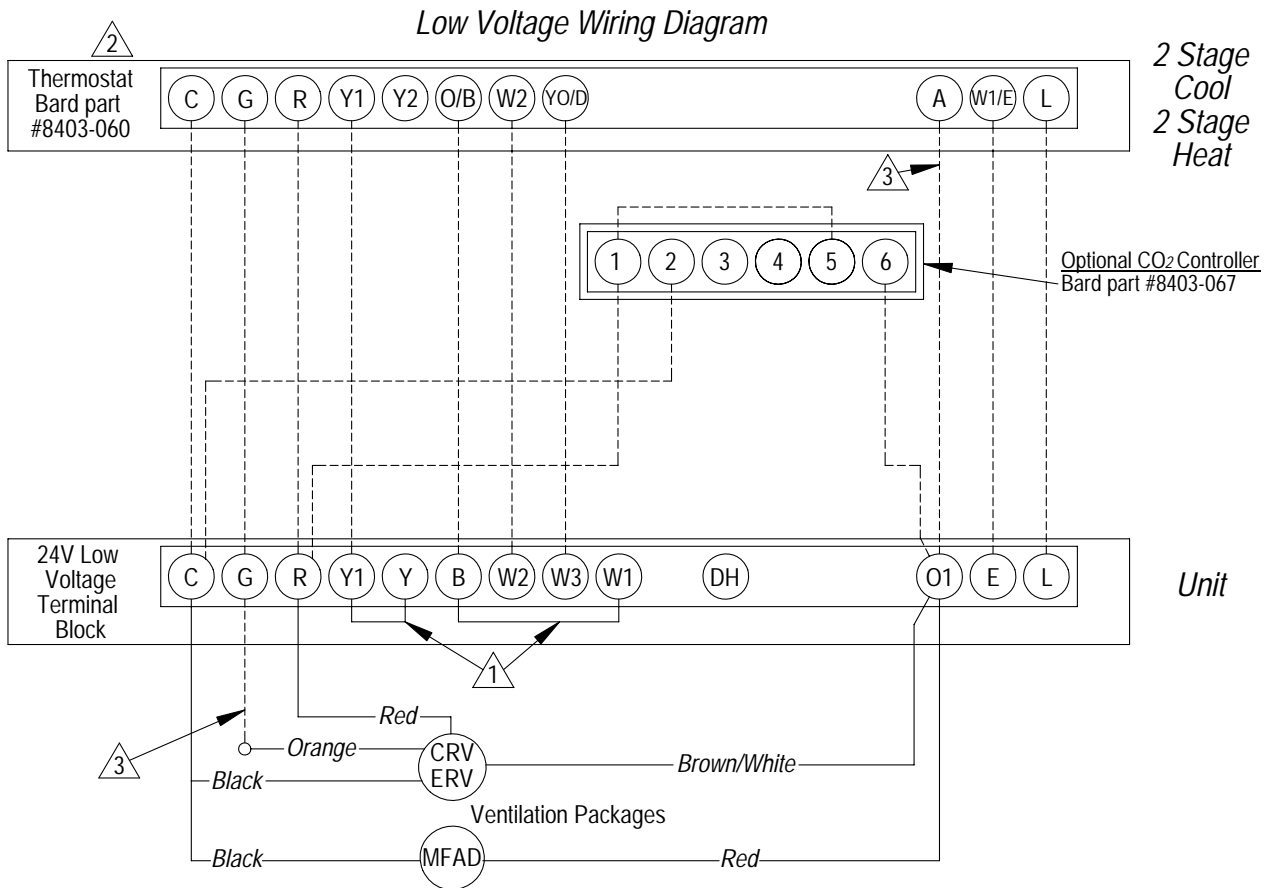 Low Voltage Wiring Diagram
2
Thermostat
Bard part
#8403-060
C G R Y1 Y2 O/B W2 YO/D A W1/E L
2 Stage
Cool
2 Stage
Heat
3
1 2 3 4 5 6
Optional CO2 Controller
Bard part #8403-067
24V Low
Voltage
Terminal
Block
C G R Y1 Y B W2 W3 W1 DH O1 E L
Unit
1
Red
3
Orange
CRV
ERV
Brown/White
Black
Ventilation Packages
Black MFAD Red